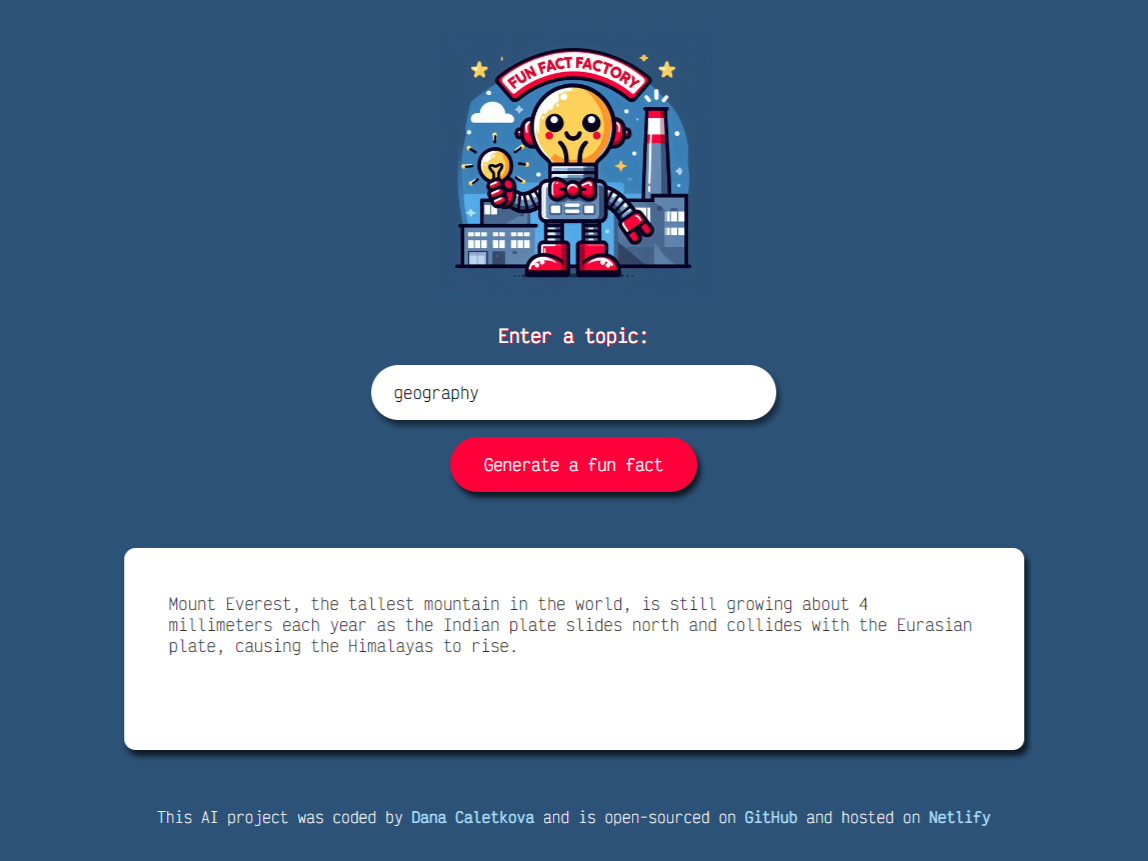 FUN FACT FACTORY
Enter a topic:
geography
Generate a fun fact
Mount Everest, the tallest mountain in the world, is still growing about 4
millimeters each year as the Indian plate slides north and collides with the Eurasian
plate, causing the Himalayas to rise.
This AI project was coded by Dana Caletkova and is open-sourced on GitHub and hosted on Netlify